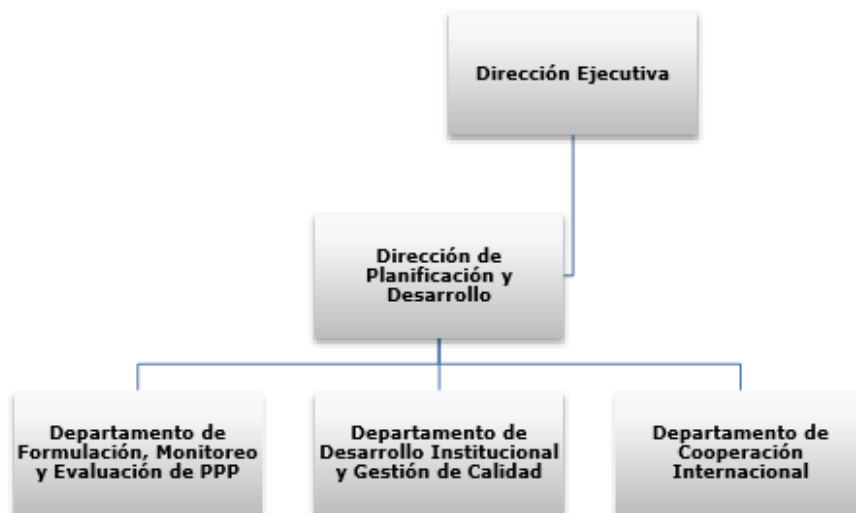 Dirección Ejecutiva
Dirección de
Planificación y
Desarrollo
Departamento de
Formulación, Monitoreo
y Evaluación de PPP
Departamento de
Desarrollo Institucional
y Gestión de Calidad
Departamento de
Cooperación
Internacional